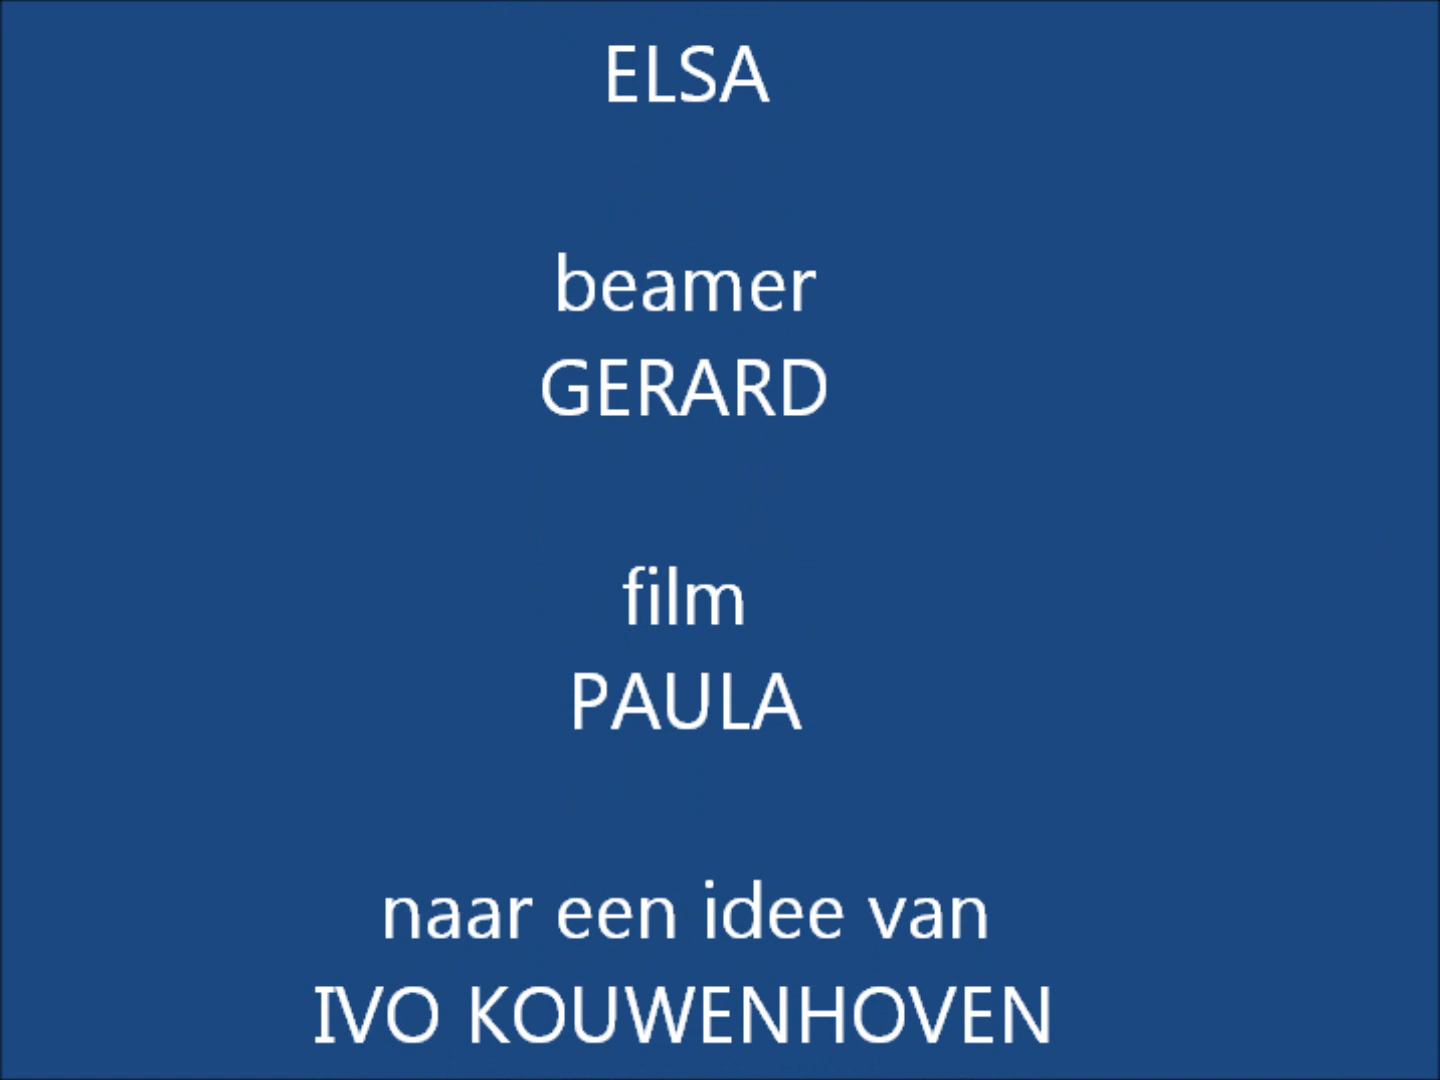 ELSA
beamer
GERARD
film
PAULA
naar een idee van
IVO KOUWENHOVEN